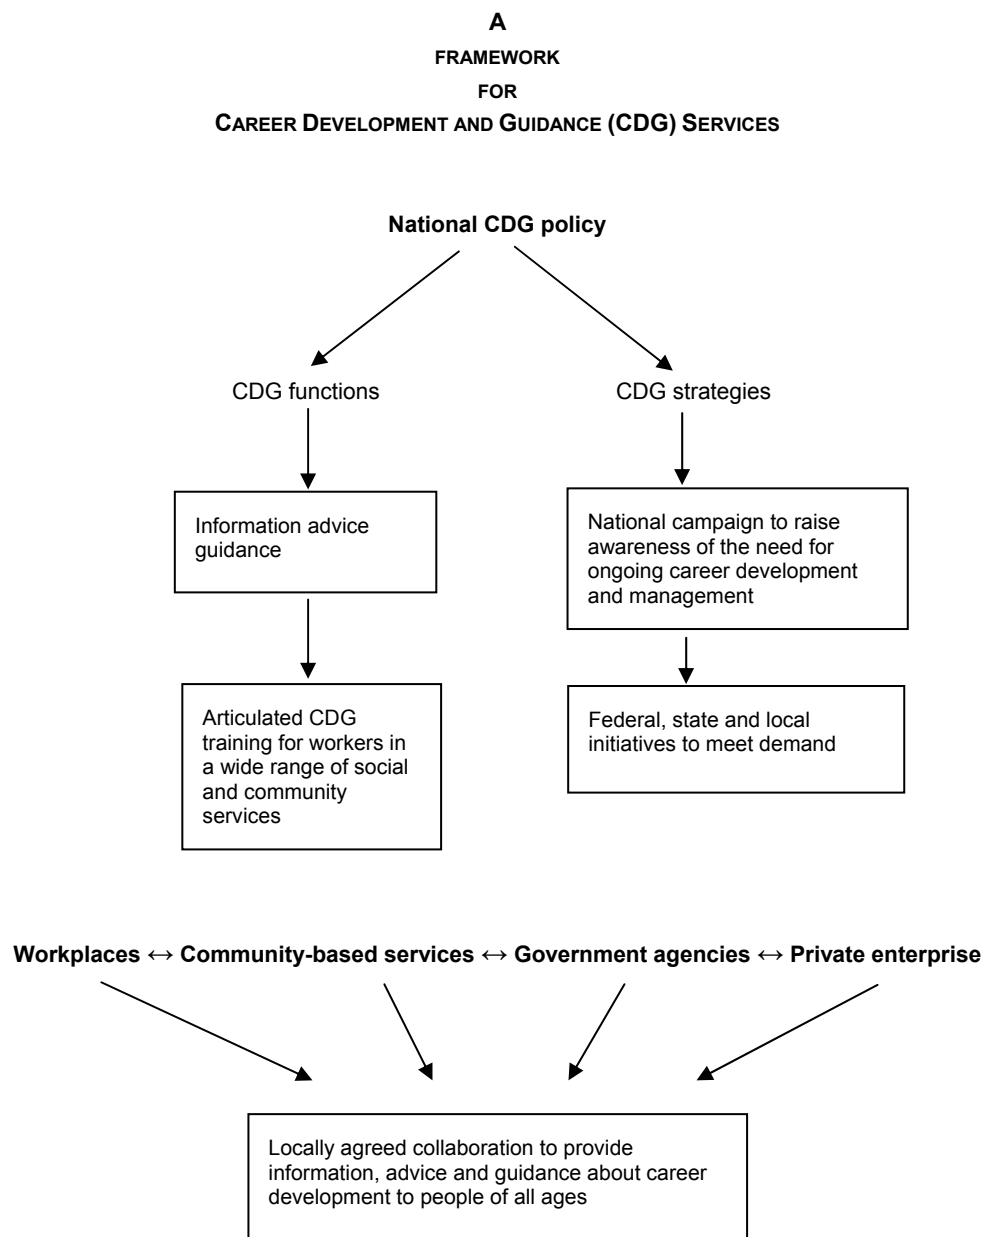 A
FRAMEWORK
FOR
CAREER DEVELOPMENT AND GUIDANCE (CDG) SERVICES
National CDG policy
CDG functions
CDG strategies
Information advice
guidance
National campaign to raise
awareness of the need for
ongoing career development
and management
Articulated CDG
training for workers in
a wide range of social
and community
services
Federal, state and local
initiatives to meet demand
Workplaces ↔ Community-based services ↔ Government agencies ↔ Private enterprise
Locally agreed collaboration to provide
information, advice and guidance about career
development to people of all ages